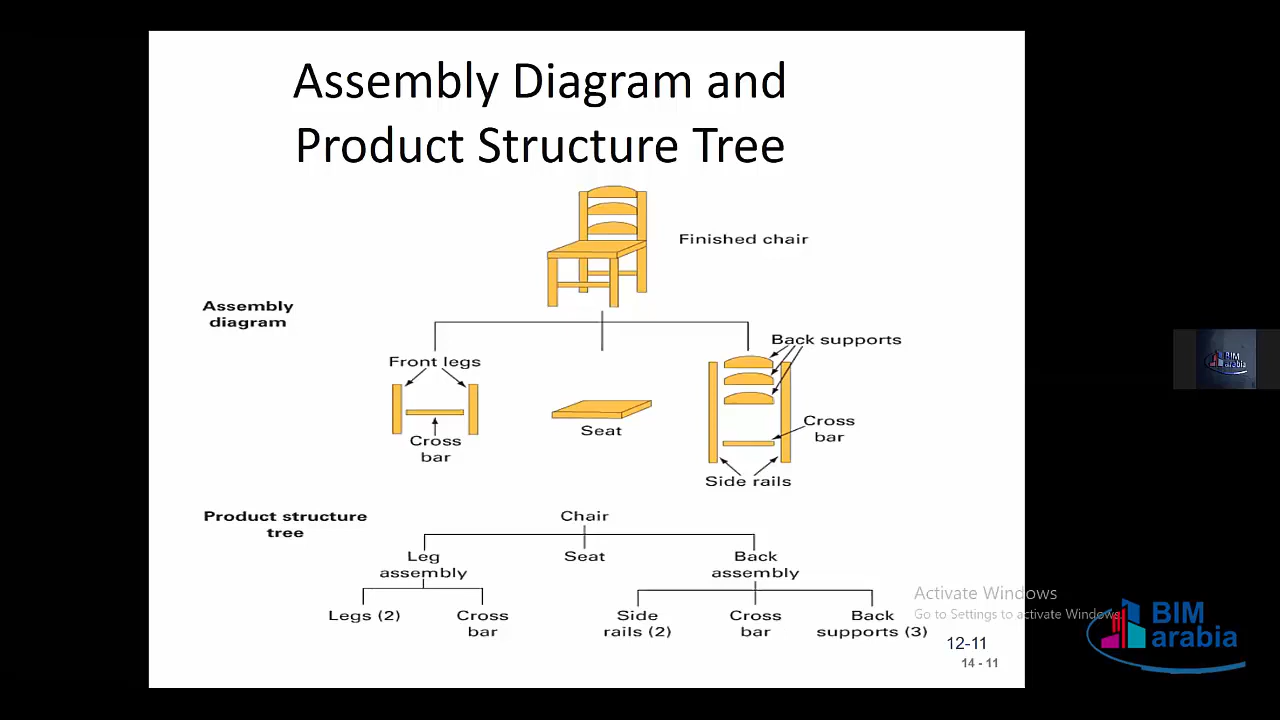 Assembly Diagram and
Product Structure Tree
Finished chair
Assembly
diagram
Back supports
Front legs
Cross
bar
Seat
Cross
bar
Side rails
Product structure
tree
Chair
Leg
assembly
Seat
Back
assembly
Legs (2)
Cross
bar
Side
rails (2)
Cross
bar
Back
supports (3)
Activate Windows
Go to Settings to activate Windows.
12-11
14 - 11
BIM
arabia
BIM
arabia